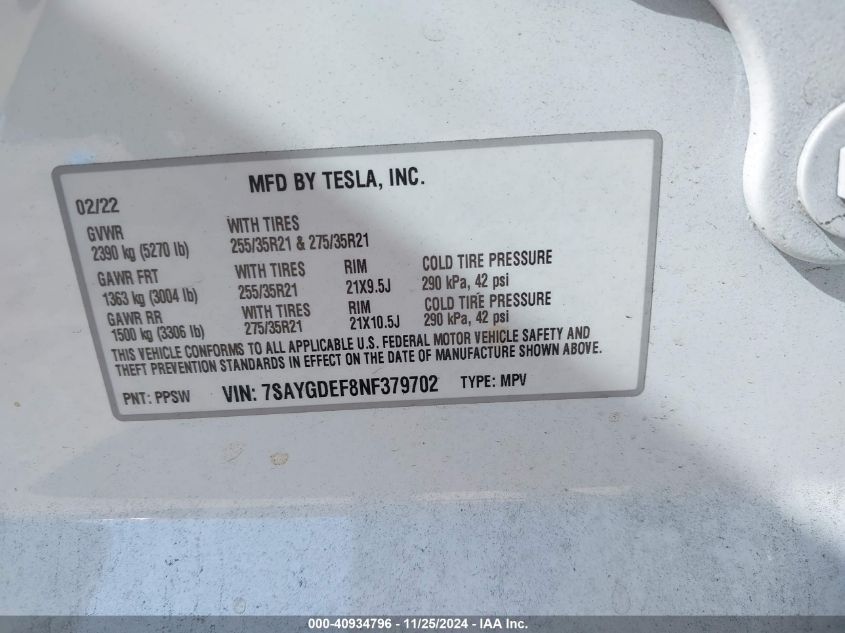 MFD BY TESLA, INC.
02/22
GVWR WITH TIRES
2390 kg (5270 lb) 255/35R21 & 275/35R21
GAWR FRT WITH TIRES RIM COLD TIRE PRESSURE
1363 kg (3004 lb) 255/35R21 21X9.5J 290 kPa, 42 psi
GAWR RR WITH TIRES RIM COLD TIRE PRESSURE
1500 kg (3306 lb) 275/35R21 21X10.5J 290 kPa, 42 psi
THIS VEHICLE CONFORMS TO ALL APPLICABLE U.S. FEDERAL MOTOR VEHICLE SAFETY AND
THEFT PREVENTION STANDARDS IN EFFECT ON THE DATE OF MANUFACTURE SHOWN ABOVE.
PNT: PPSW VIN: 7SAYGDEF8NF379702 TYPE: MPV
000-40934796 - 11/25/2024 - IAA Inc.